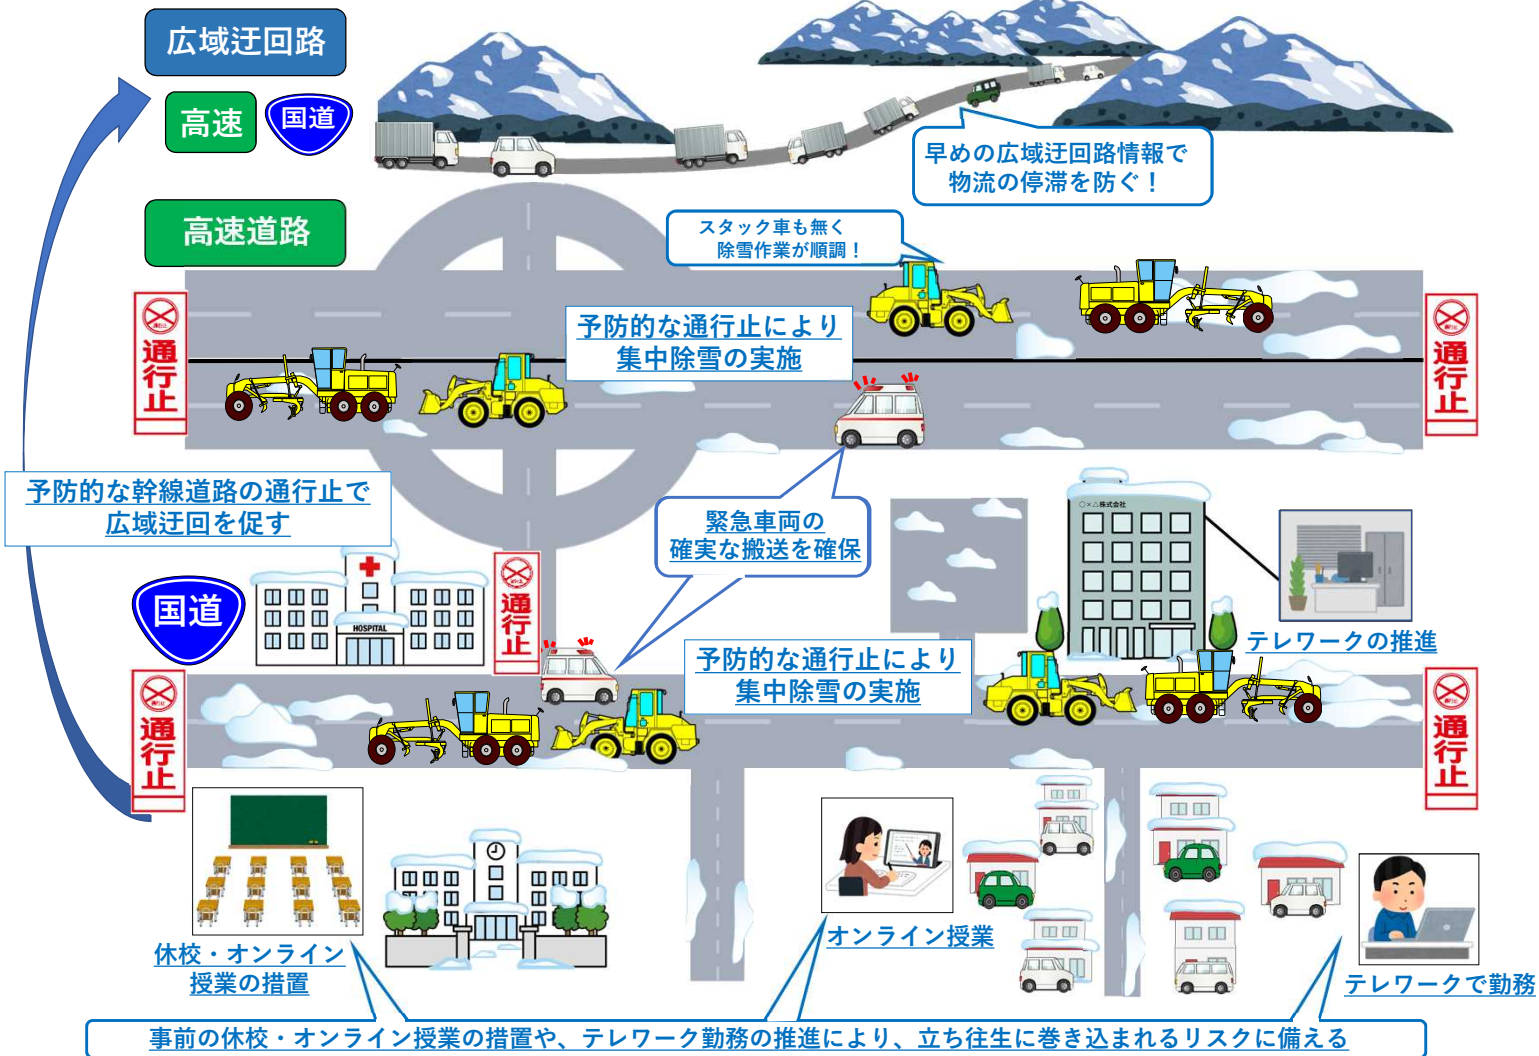 広域迂回路
高速
国道
早めの広域迂回路情報で
物流の停滞を防ぐ！
高速道路
スタック車も無く
除雪作業が順調！
通行止
予防的な通行止により
集中除雪の実施
通行止
予防的な幹線道路の通行止で
広域迂回を促す
緊急車両の
確実な搬送を確保
○×△株式会社
国道
HOSPITAL
通行止
テレワークの推進
予防的な通行止により
集中除雪の実施
通行止
通行止
休校・オンライン
授業の措置
オンライン授業
テレワークで勤務
事前の休校・オンライン授業の措置や、テレワーク勤務の推進により、立ち往生に巻き込まれるリスクに備える